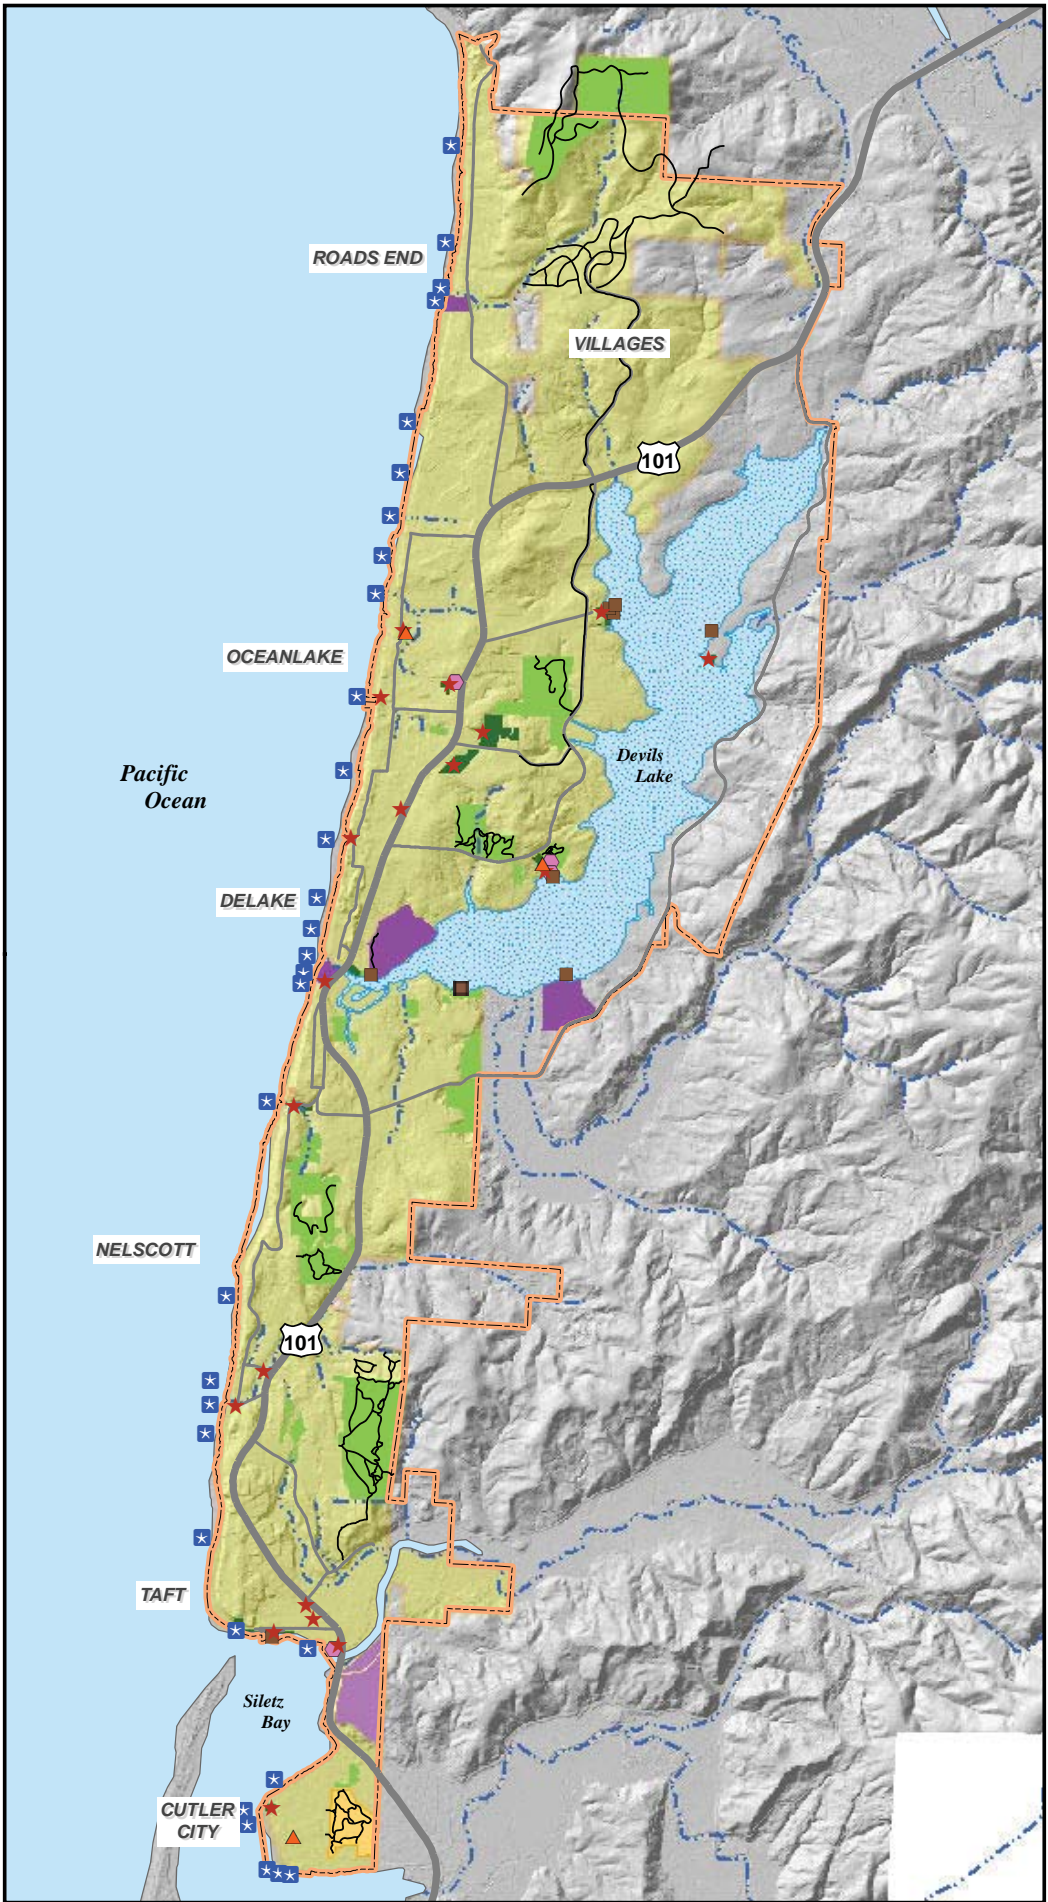 ROADS END
VILLAGES
101
OCEANLAKE
Devils
Lake
Pacific
Ocean
DELAKE
NELSCOTT
101
TAFT
Siletz
Bay
CUTLER
CITY